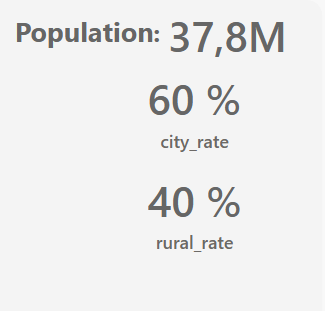 Population: 37,8M
60 %
city_rate
40 %
rural_rate